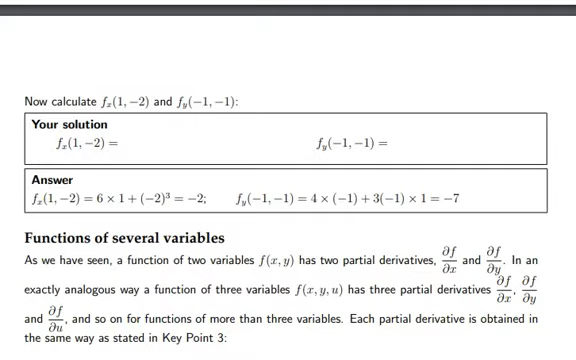 Now calculate fₓ(1, −2) and f_y(−1, −1):
Your solution
fₓ(1, −2) = f_y(−1, −1) =
Answer
fₓ(1, −2) = 6 × 1 + (−2)³ = −2; f_y(−1, −1) = 4 × (−1) + 3(−1) × 1 = −7
Functions of several variables
As we have seen, a function of two variables f(x, y) has two partial derivatives, ∂f/∂x and ∂f/∂y. In an
exactly analogous way a function of three variables f(x, y, u) has three partial derivatives ∂f/∂x, ∂f/∂y
and ∂f/∂u, and so on for functions of more than three variables. Each partial derivative is obtained in
the same way as stated in Key Point 3: